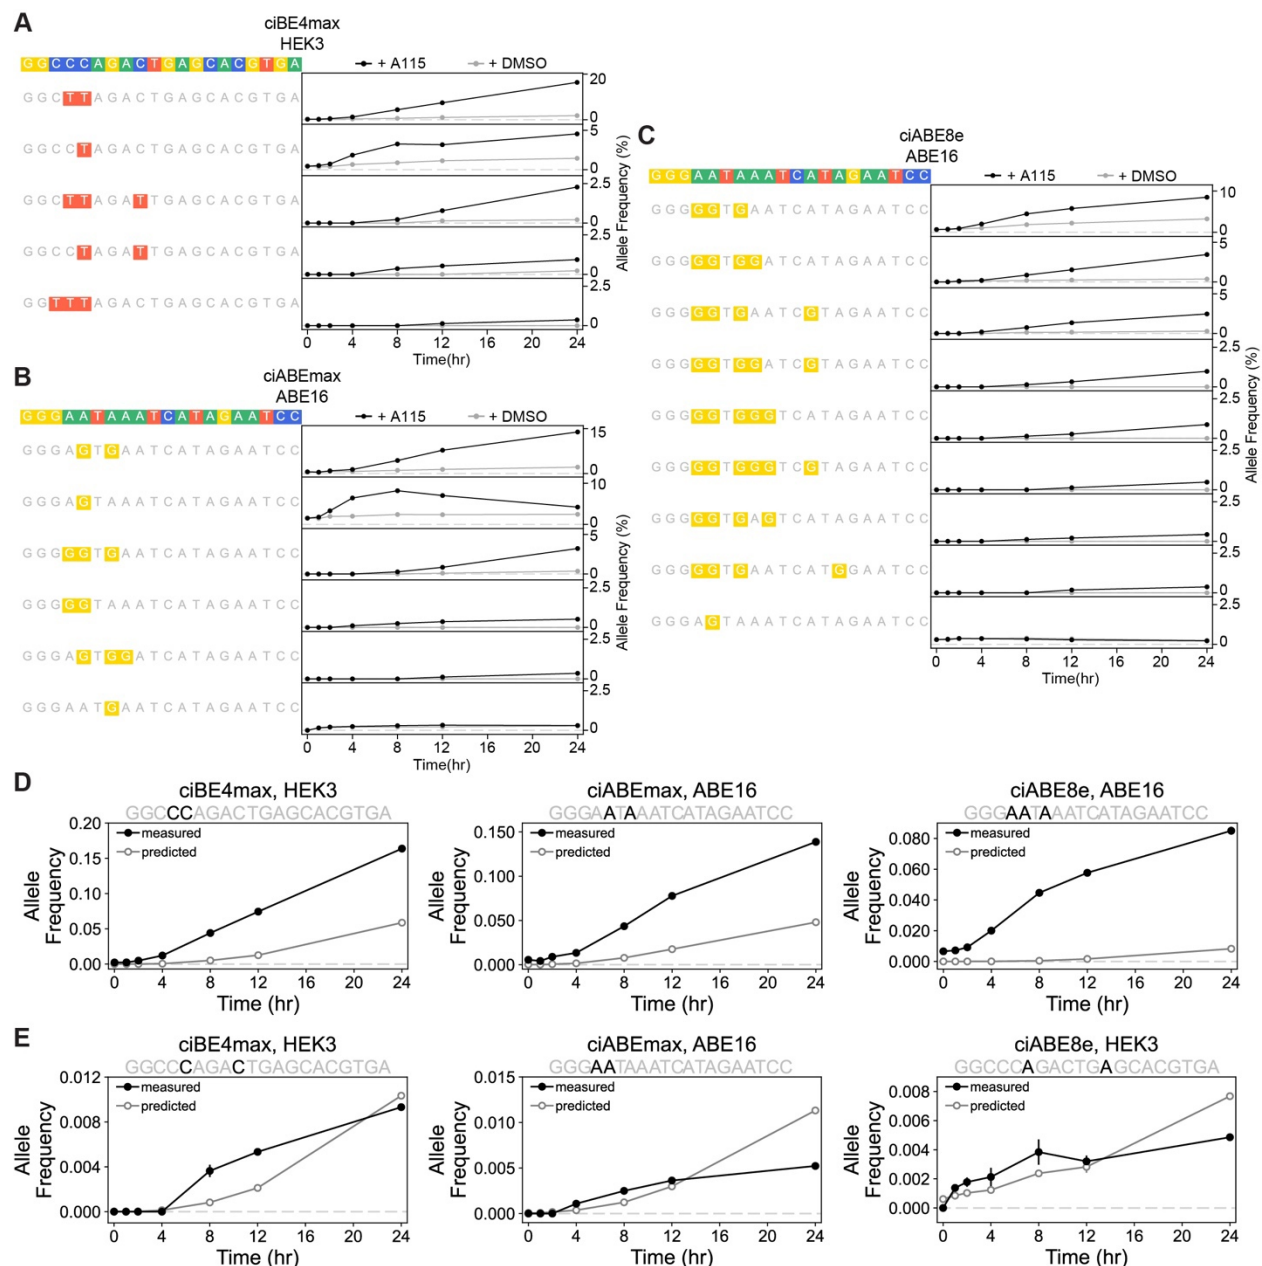 A
ciBE4max
HEK3
GGCCCAGACTGAGCACGTGA
+ A115
+ DMSO
GGCTTAGACTGAGCACGTGA
20
0
GGCCTAGACTGAGCACGTGA
5
0
GGCTTAGATTGAGCACGTGA
2.5
0
GGCCTAGATTGAGCACGTGA
2.5
0
GGTTTAGACTGAGCACGTGA
2.5
0
Allele Frequency (%)
0 4 8 12 16 20 24
Time(hr)
B
ciABEmax
ABE16
GGGAATAAATCATAGAATCC
+ A115
+ DMSO
GGGAGTGAATCATAGAATCC
15
0
GGGAGTAAATCATAGAATCC
10
0
GGGGGTGAATCATAGAATCC
5
0
GGGGGTAAATCATAGAATCC
2.5
0
GGGAGTGGATCATAGAATCC
2.5
0
GGGAATGAATCATAGAATCC
2.5
0
Allele Frequency (%)
0 4 8 12 16 20 24
Time(hr)
C
ciABE8e
ABE16
GGGAATAAATCATAGAATCC
+ A115
+ DMSO
GGGGGTGAATCATAGAATCC
10
0
GGGGGTGGATCATAGAATCC
5
0
GGGGGTGAATCGTAGAATCC
5
0
GGGGGTGGATCGTAGAATCC
2.5
0
GGGGGTGGGTCATAGAATCC
2.5
0
GGGGGTGGGTCGTAGAATCC
2.5
0
GGGGGTGAGTCATAGAATCC
2.5
0
GGGGGTGAATCATGGAATCC
2.5
0
GGGAGTAAATCATAGAATCC
2.5
0
Allele Frequency (%)
0 4 8 12 16 20 24
Time(hr)
D
ciBE4max, HEK3
GGCCCAGACTGAGCACGTGA
measured
predicted
0.20
0.15
0.10
0.05
0.00
Allele
Frequency
0 4 8 12 16 20 24
Time (hr)
ciABEmax, ABE16
GGGAATAAATCATAGAATCC
measured
predicted
0.150
0.100
0.050
0.000
Allele
Frequency
0 4 8 12 16 20 24
Time (hr)
ciABE8e, ABE16
GGGAATAAATCATAGAATCC
measured
predicted
0.080
0.060
0.040
0.020
0.000
Allele
Frequency
0 4 8 12 16 20 24
Time (hr)
E
ciBE4max, HEK3
GGCCCAGACTGAGCACGTGA
measured
predicted
0.012
0.008
0.004
0.000
Allele
Frequency
0 4 8 12 16 20 24
Time (hr)
ciABEmax, ABE16
GGGAATAAATCATAGAATCC
measured
predicted
0.015
0.010
0.005
0.000
Allele
Frequency
0 4 8 12 16 20 24
Time (hr)
ciABE8e, HEK3
GGCCCAGACTGAGCACGTGA
measured
predicted
0.008
0.006
0.004
0.002
0.000
Allele
Frequency
0 4 8 12 16 20 24
Time (hr)